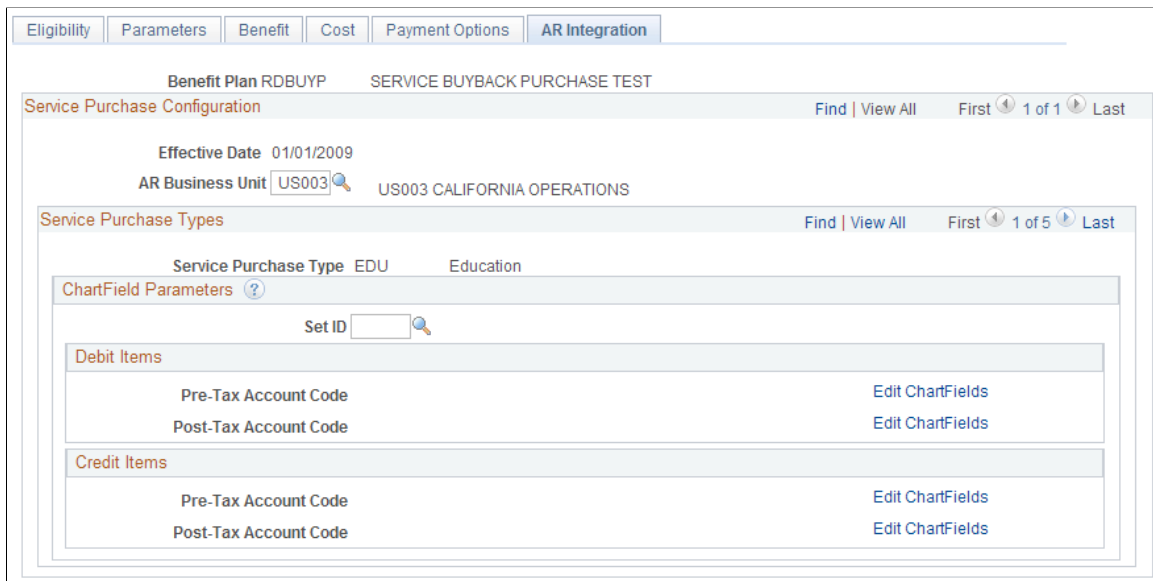 Eligibility Parameters Benefit Cost Payment Options AR Integration
Benefit Plan RDBUYP SERVICE BUYBACK PURCHASE TEST
Service Purchase Configuration Find | View All First 1 of 1 Last
Effective Date 01/01/2009
AR Business Unit US003 US003 CALIFORNIA OPERATIONS
Service Purchase Types Find | View All First 1 of 5 Last
Service Purchase Type EDU Education
ChartField Parameters ?
Set ID
Debit Items
Pre-Tax Account Code Edit ChartFields
Post-Tax Account Code Edit ChartFields
Credit Items
Pre-Tax Account Code Edit ChartFields
Post-Tax Account Code Edit ChartFields